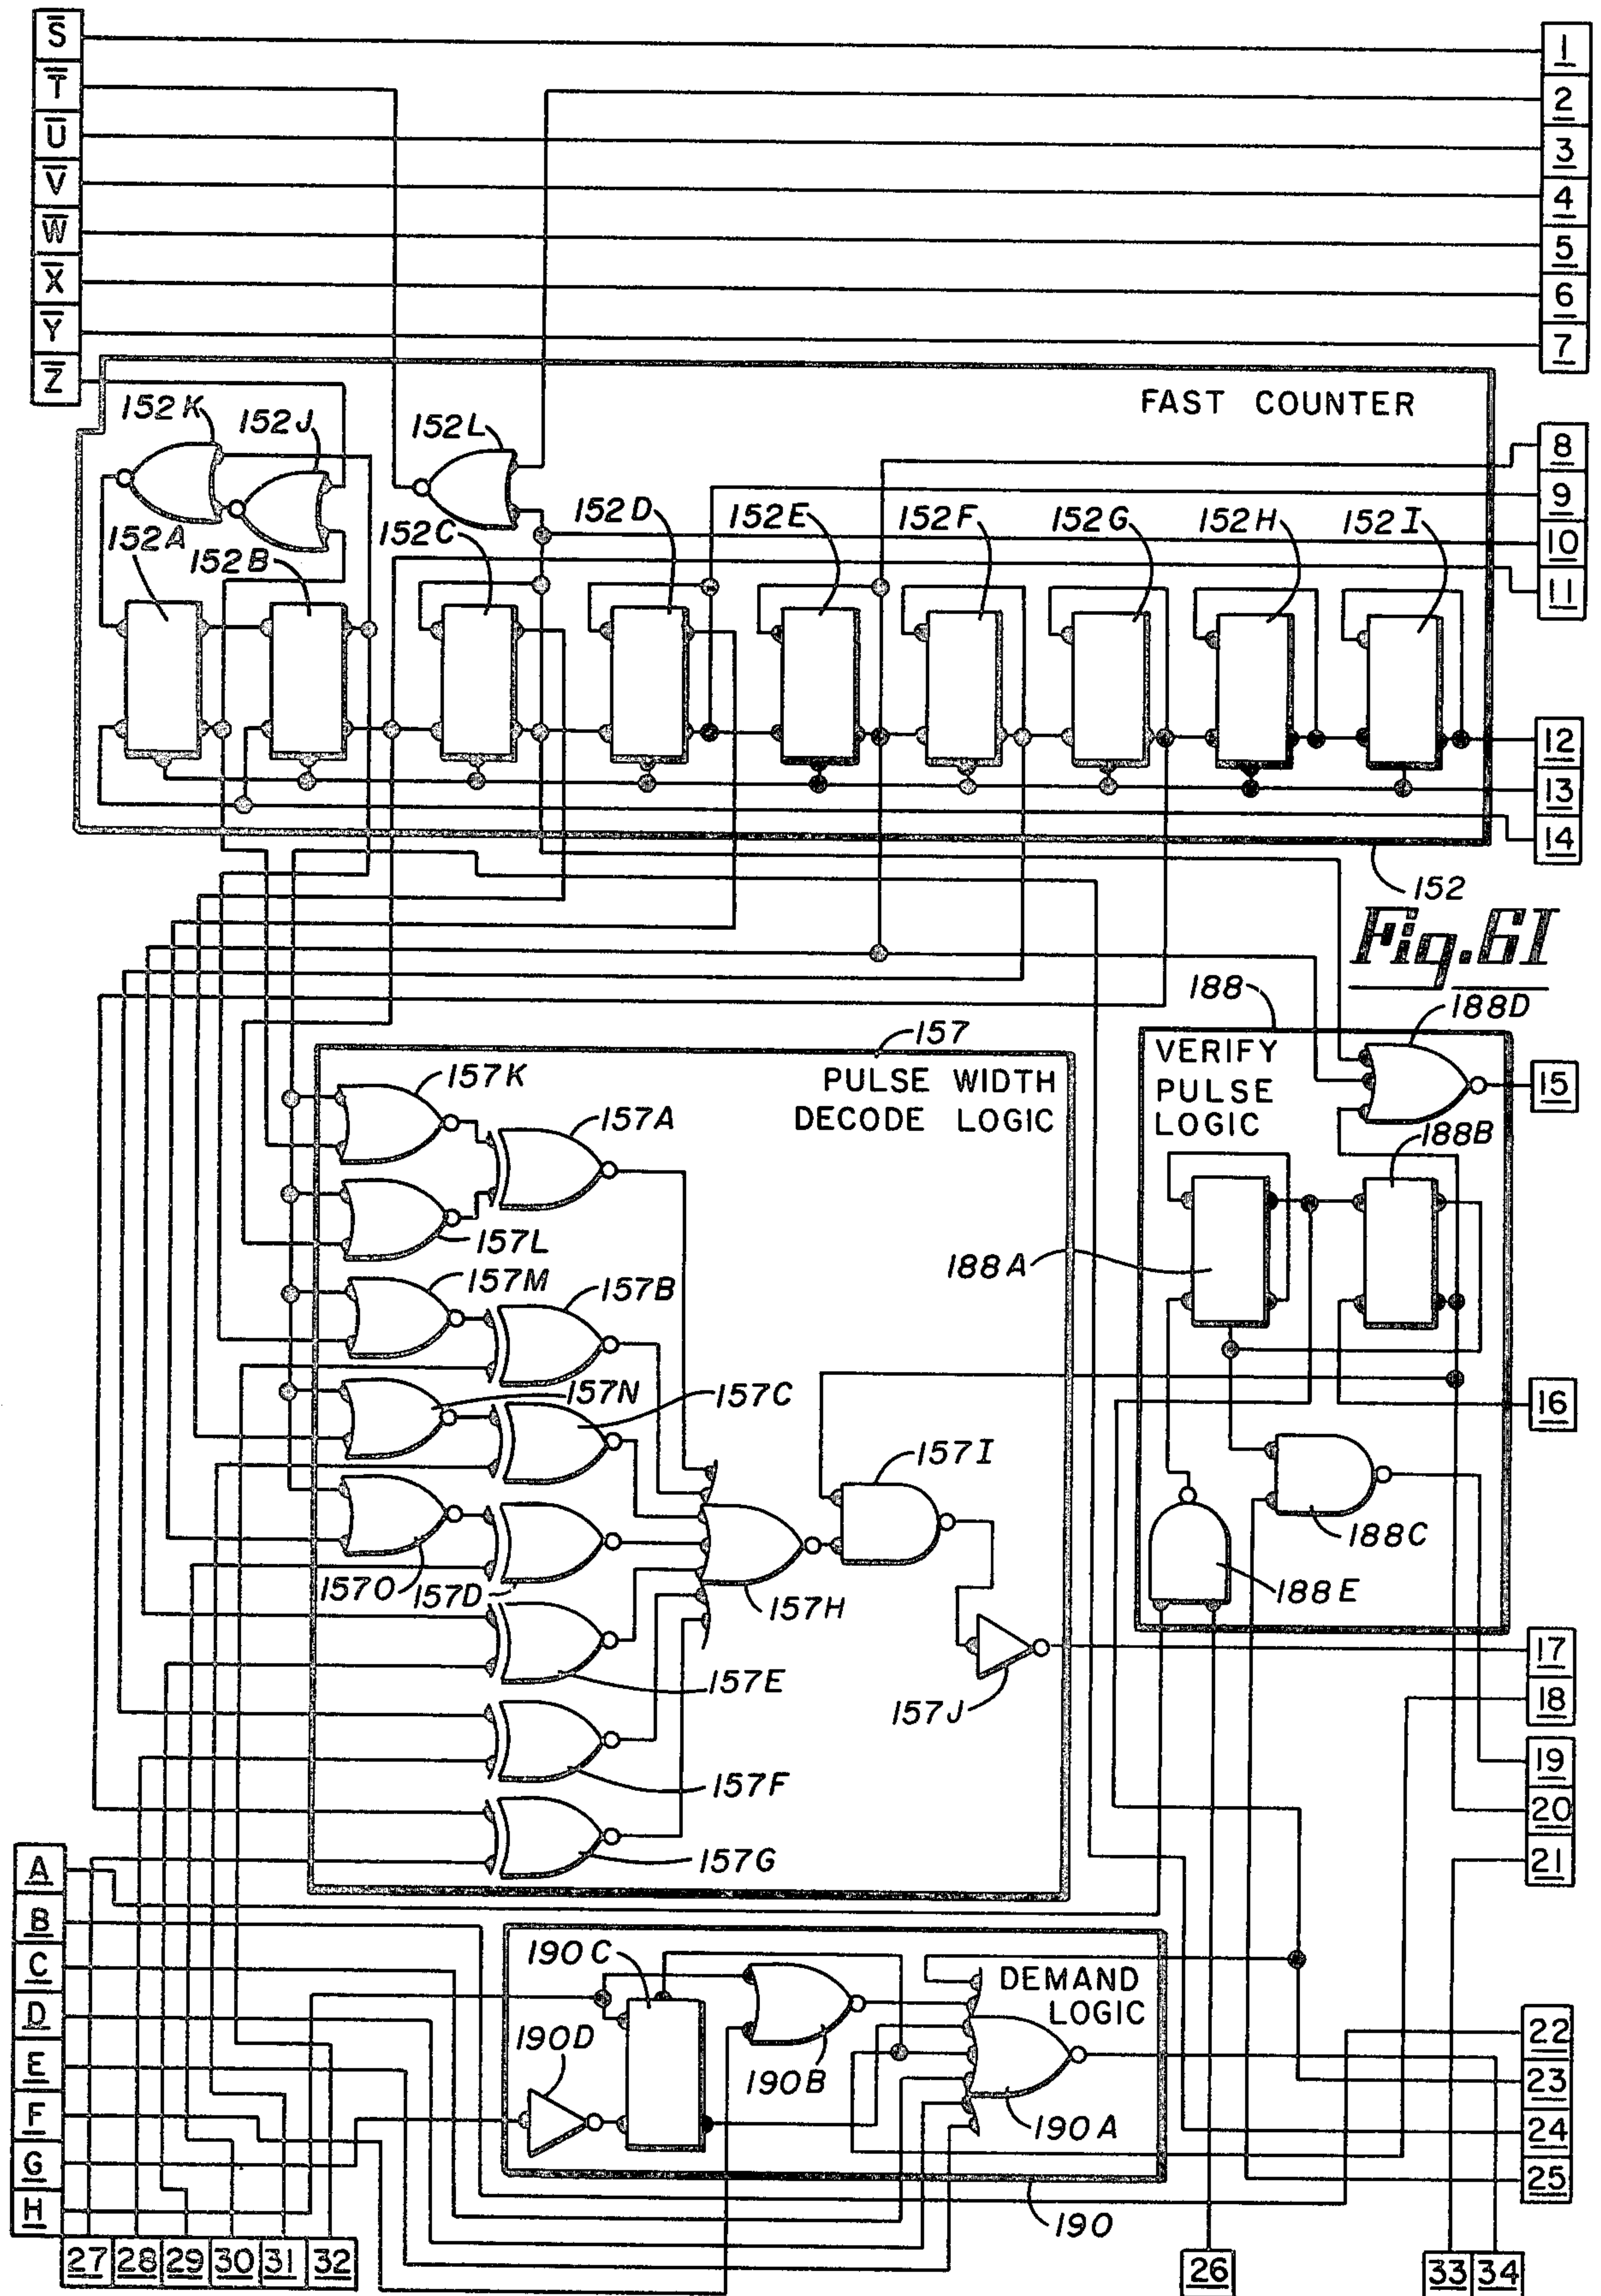 S̅
T̅
U̅
V̅
W̅
X̅
Y̅
Z̅
1
2
3
4
5
6
7
FAST COUNTER
152K
152J
152L
152A
152B
152C
152D
152E
152F
152G
152H
152I
8
9
10
11
12
13
14
152
Fig. 6I
157
PULSE WIDTH
DECODE LOGIC
157K
157A
157L
157M
157B
157N
157C
157I
157O
157D
157H
157E
157J
157F
157G
188
188D
VERIFY
PULSE
LOGIC
188B
188A
188C
188E
15
16
17
18
19
20
21
A
B
C
D
E
F
G
H
190C
DEMAND
LOGIC
190D
190B
190A
190
22
23
24
25
27 28 29 30 31 32
26
33 34